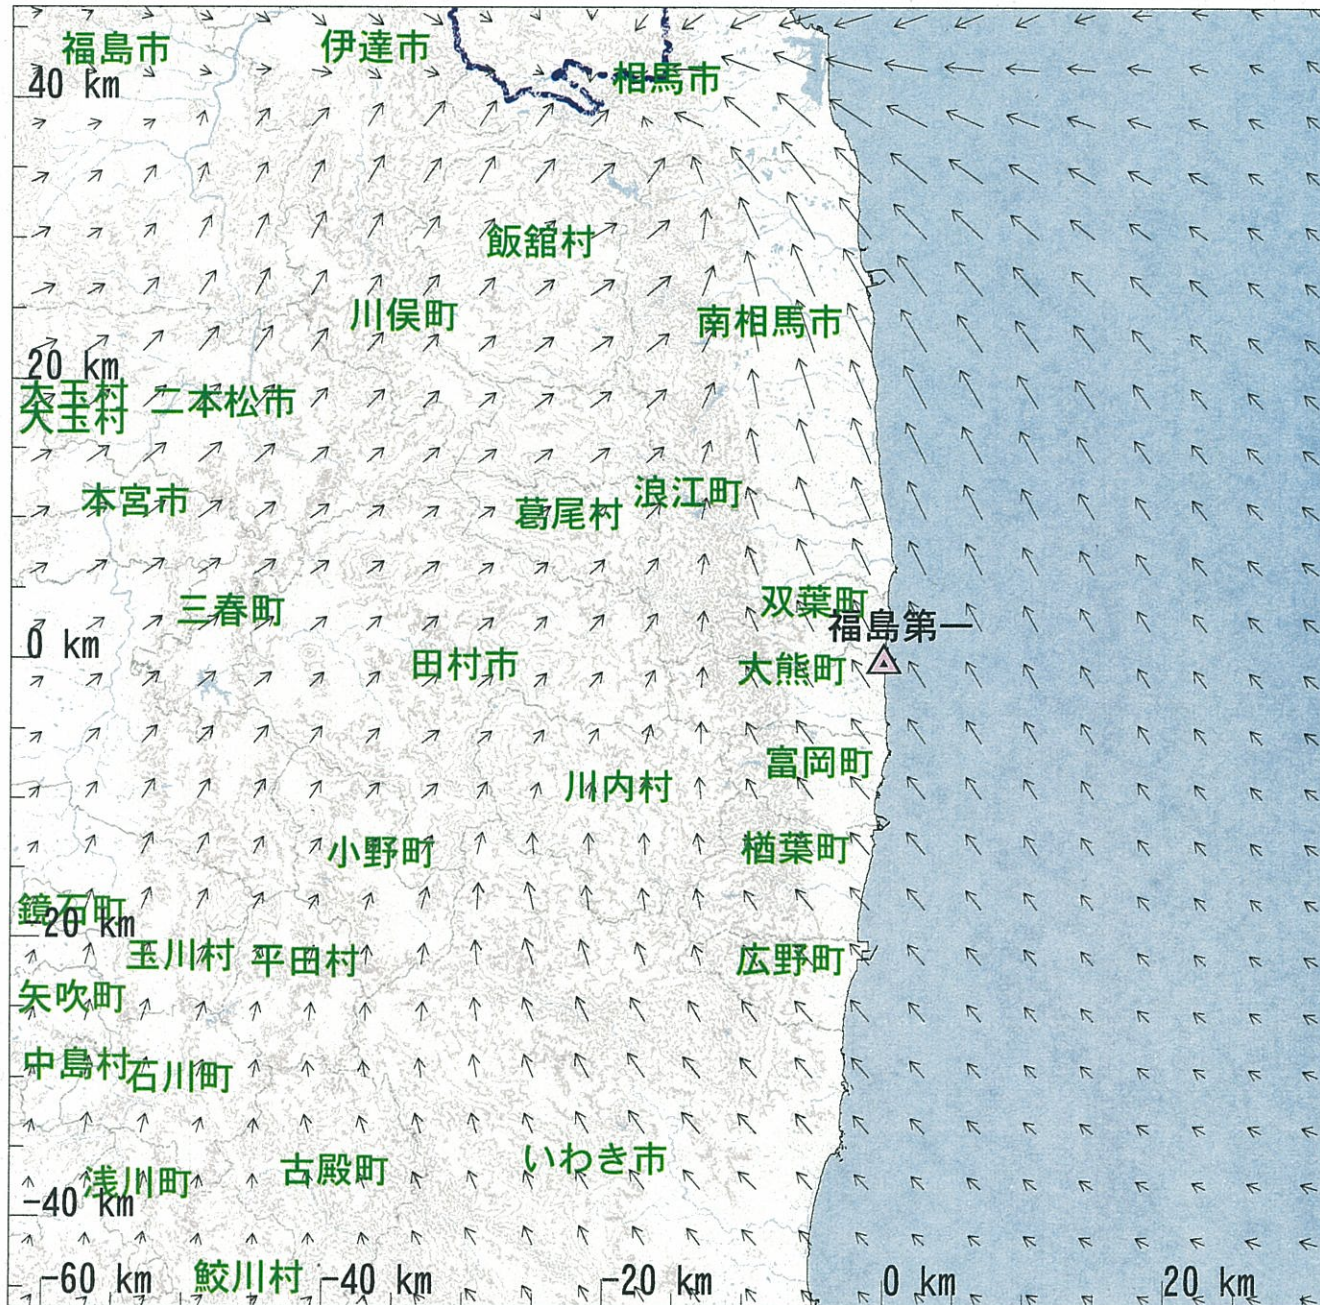 福島市
伊達市
相馬市
40 km
飯舘村
川俣町
南相馬市
20 km
大玉村
大玉村
二本松市
本宮市
浪江町
葛尾村
双葉町
三春町
福島第一
0 km
田村市
大熊町
富岡町
川内村
小野町
楢葉町
鏡石町
-20 km
玉川村
平田村
広野町
矢吹町
中島村
石川町
いわき市
古殿町
浅川町
-40 km
鮫川村
-60 km
-40 km
-20 km
0 km
20 km